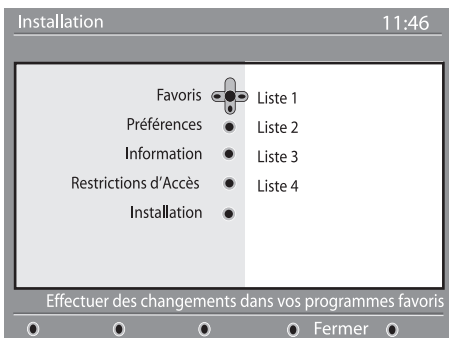 Installation 11:46
Favoris Liste 1
Préférences Liste 2
Information Liste 3
Restrictions d'Accès Liste 4
Installation
Effectuer des changements dans vos programmes favoris
Fermer